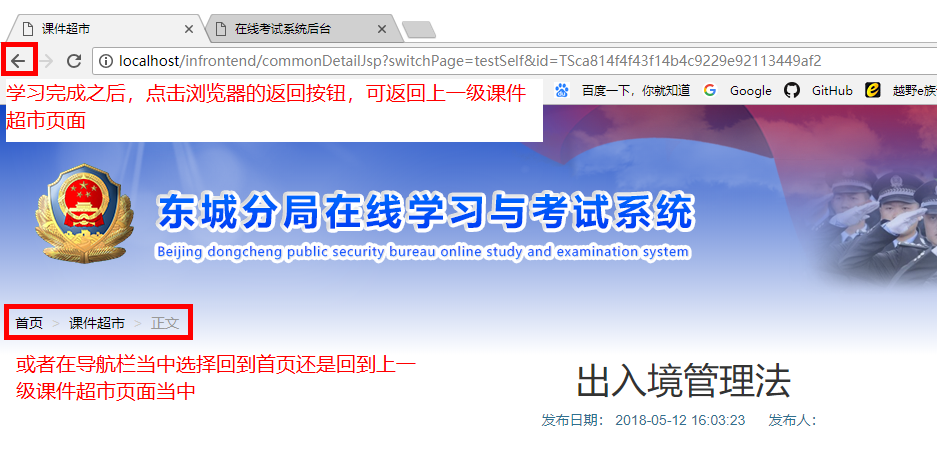 课件超市
在线考试系统后台
localhost/infrontend/commonDetailJsp?switchPage=testSelf&id=TSca814f4f43f14b4c9229e92113449af2
学习完成之后，点击浏览器的返回按钮，可返回上一级课件
超市页面
百度一下，你就知道 Google GitHub 越野e族
东城分局在线学习与考试系统
Beijing dongcheng public security bureau online study and examination system
首页 > 课件超市 > 正文
或者在导航栏当中选择回到首页还是回到上一
级课件超市页面当中
出入境管理法
发布日期： 2018-05-12 16:03:23 发布人：